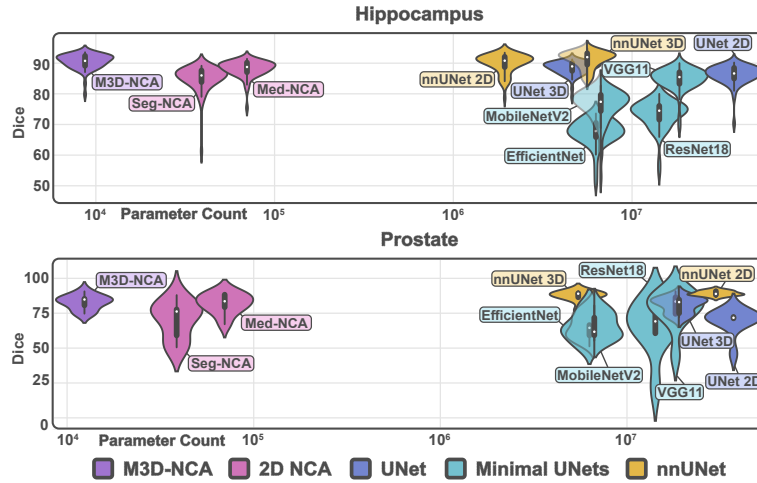 Hippocampus
nnUNet 3D
UNet 2D
90
VGG11
M3D-NCA
nnUNet 2D
UNet 3D
Med-NCA
Seg-NCA
80
MobileNetV2
Dice
70
ResNet18
EfficientNet
60
50
10⁴
Parameter Count
10⁵
10⁶
10⁷
Prostate
100
M3D-NCA
nnUNet 3D
ResNet18
nnUNet 2D
75
EfficientNet
Med-NCA
UNet 3D
Dice
50
Seg-NCA
MobileNetV2
UNet 2D
25
VGG11
0
10⁴
Parameter Count
10⁵
10⁶
10⁷
M3D-NCA
2D NCA
UNet
Minimal UNets
nnUNet